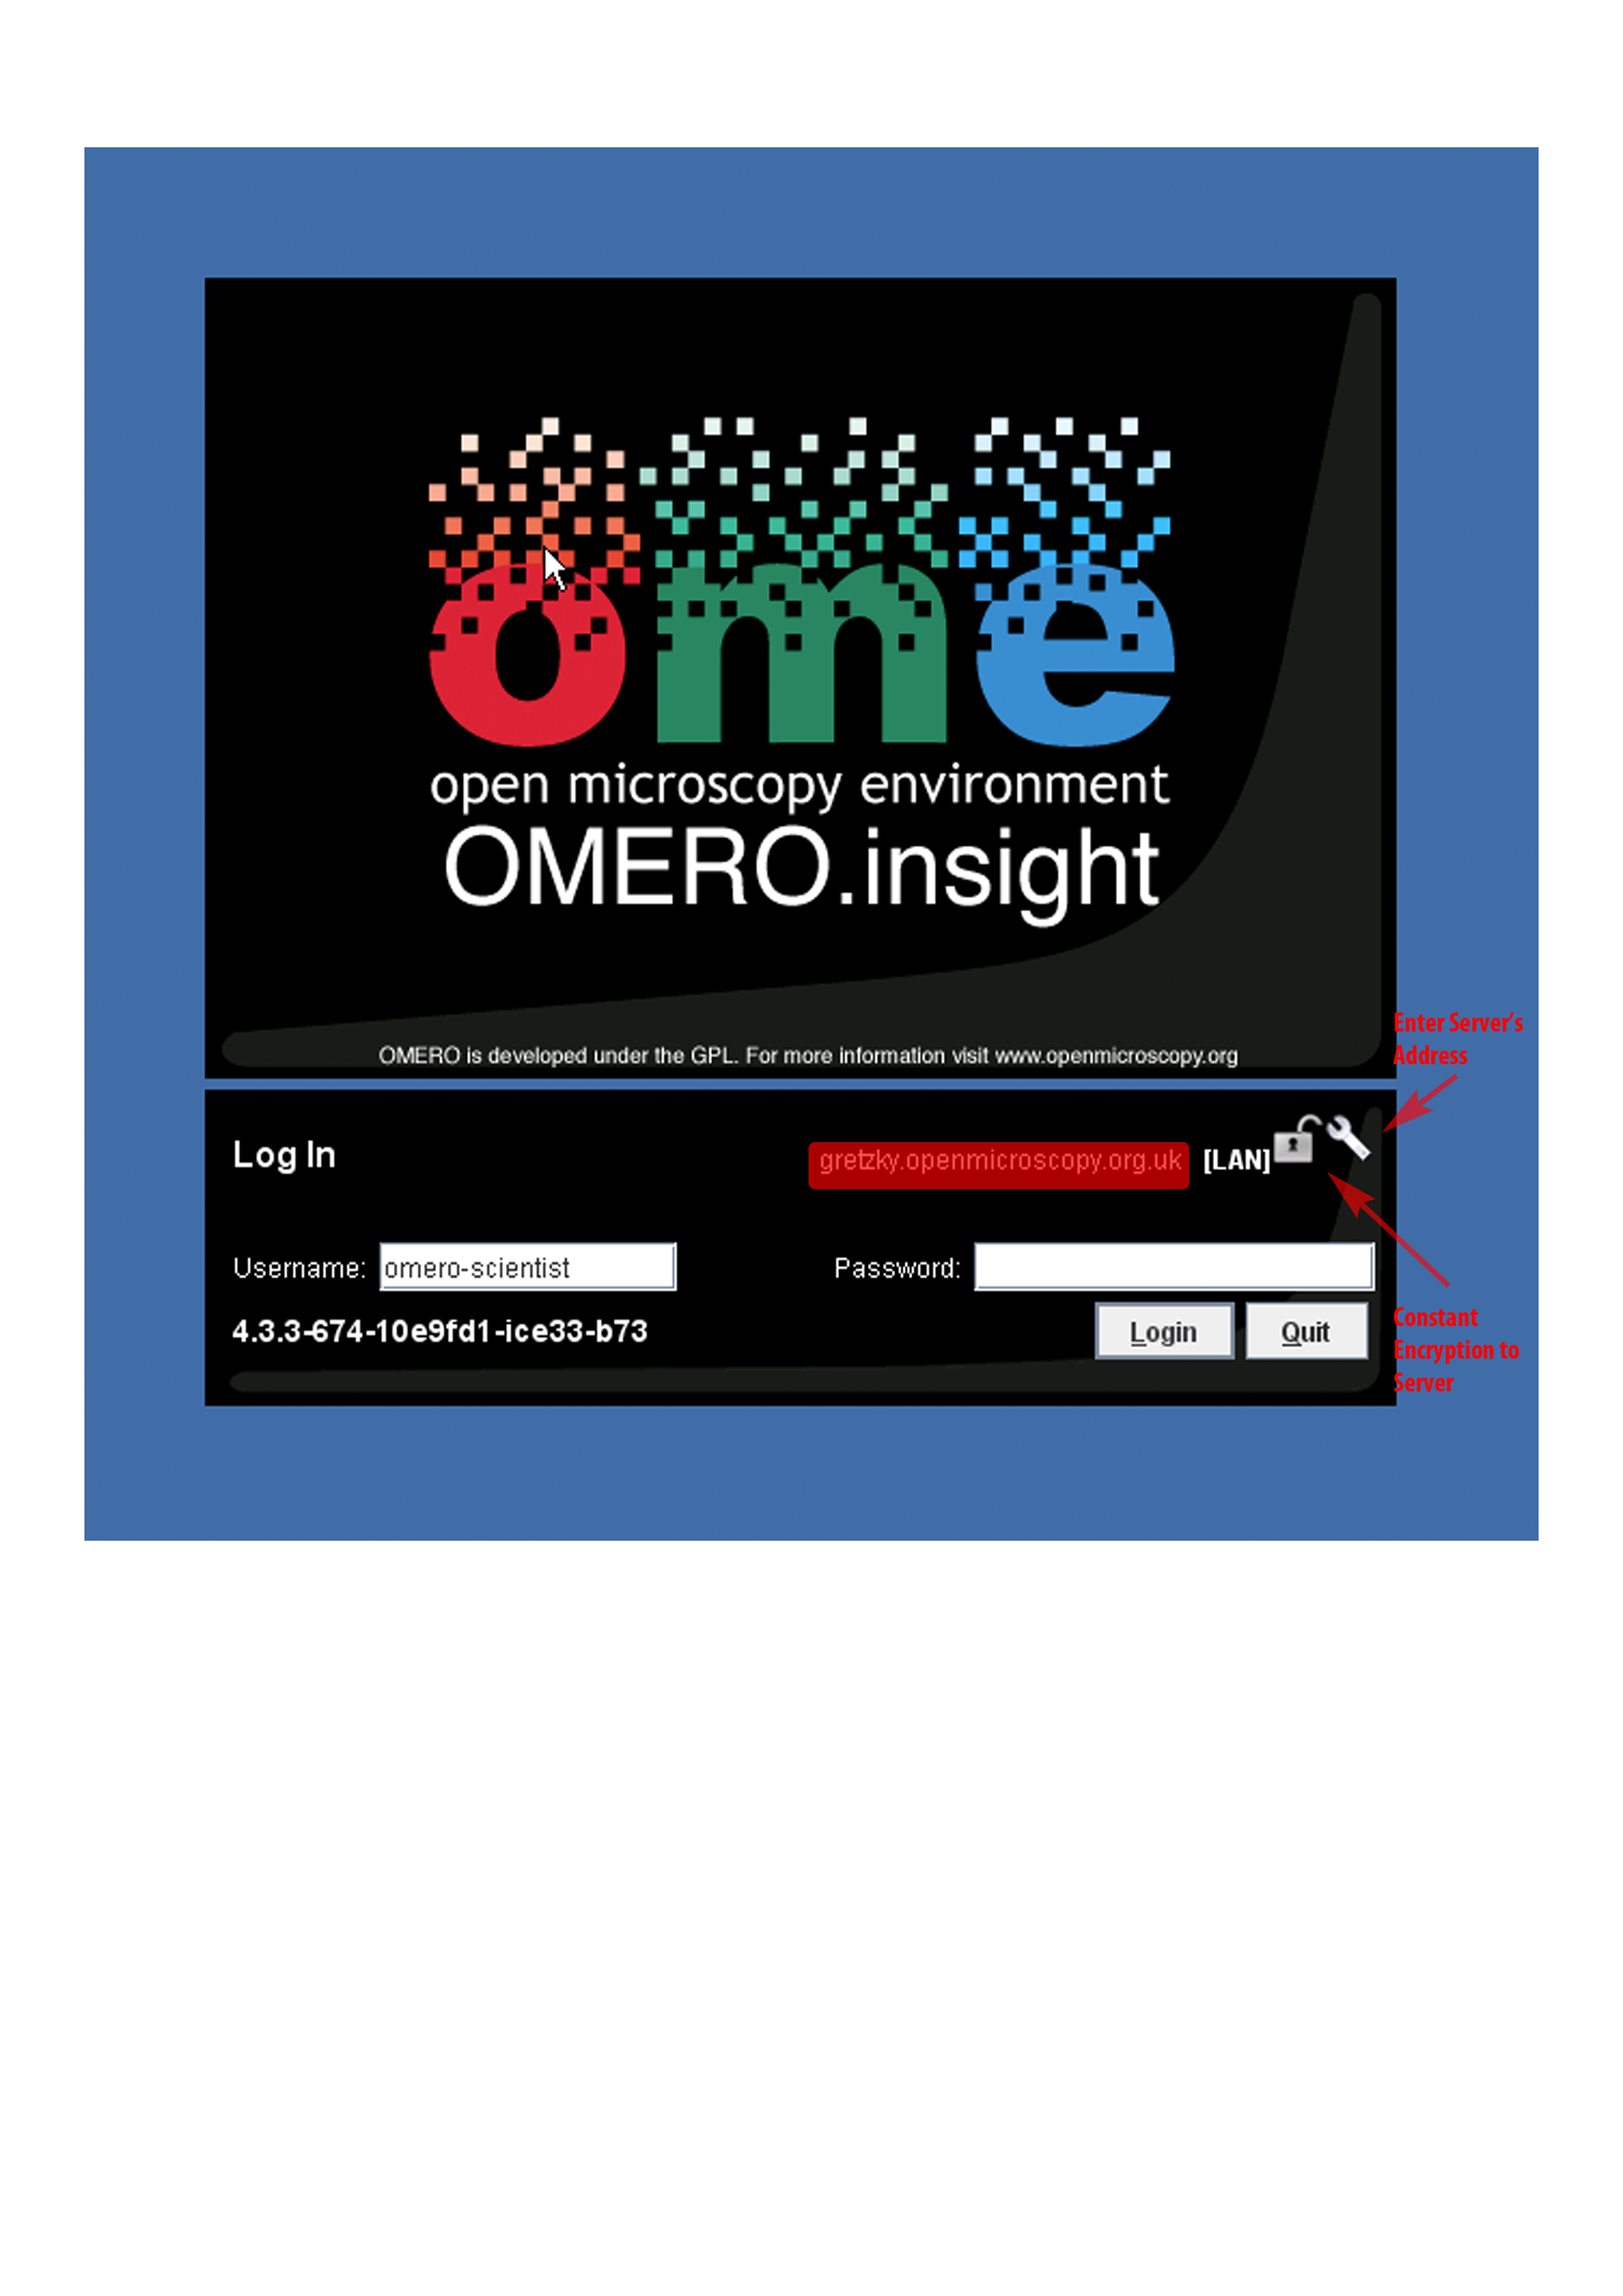 ome
open microscopy environment
OMERO.insight
OMERO is developed under the GPL. For more information visit www.openmicroscopy.org
Enter Server's
Address
Log In
gretzky.openmicroscopy.org.uk [LAN]
Username: omero-scientist Password:
4.3.3-674-10e9fd1-ice33-b73
Login Quit
Constant
Encryption to
Server